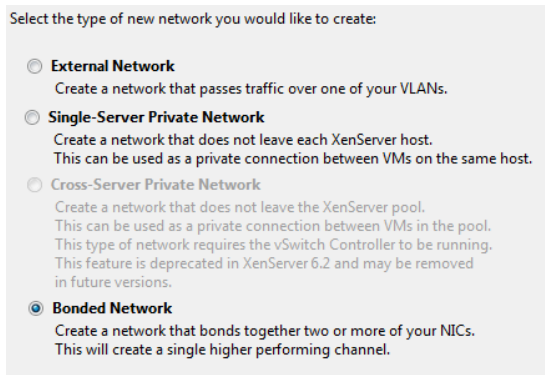 Select the type of new network you would like to create:
External Network
Create a network that passes traffic over one of your VLANs.
Single-Server Private Network
Create a network that does not leave each XenServer host.
This can be used as a private connection between VMs on the same host.
Cross-Server Private Network
Create a network that does not leave the XenServer pool.
This can be used as a private connection between VMs in the pool.
This type of network requires the vSwitch Controller to be running.
This feature is deprecated in XenServer 6.2 and may be removed
in future versions.
Bonded Network
Create a network that bonds together two or more of your NICs.
This will create a single higher performing channel.